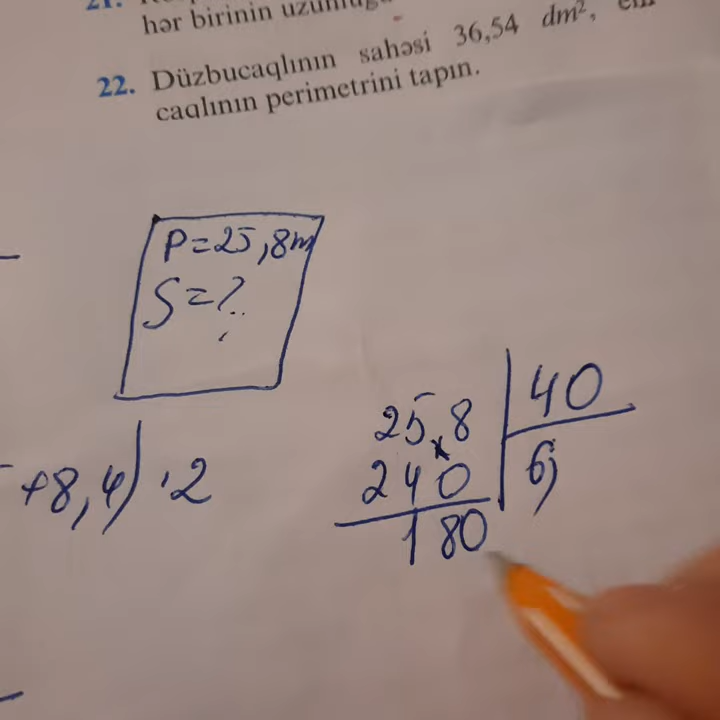 21.
hər birinin
22. Düzbucaqlının sahəsi 36,54 dm²,
caqlının perimetrini tapın.
P=25,8m
S=?
+8,4) ·2
25,8 | 40
240 | 6,
180